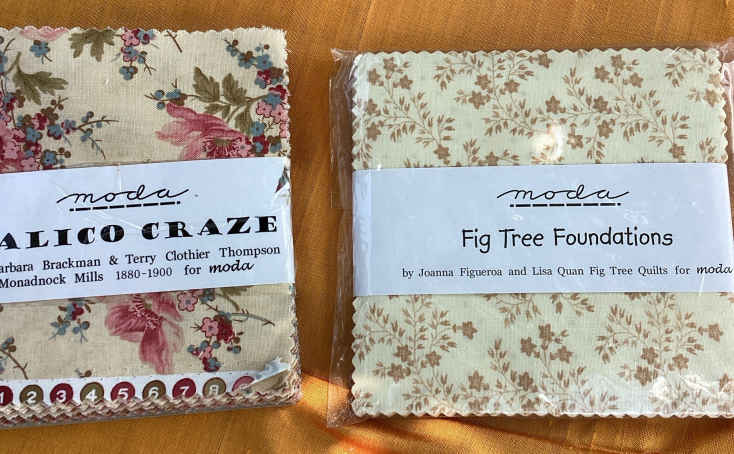 moda
ALICO CRAZE
arbara Brackman & Terry Clothier Thompson
Monadnock Mills 1880-1900 for moda
1 2 3 4 5 6 7 8
moda
Fig Tree Foundations
by Joanna Figueroa and Lisa Quan Fig Tree Quilts for moda